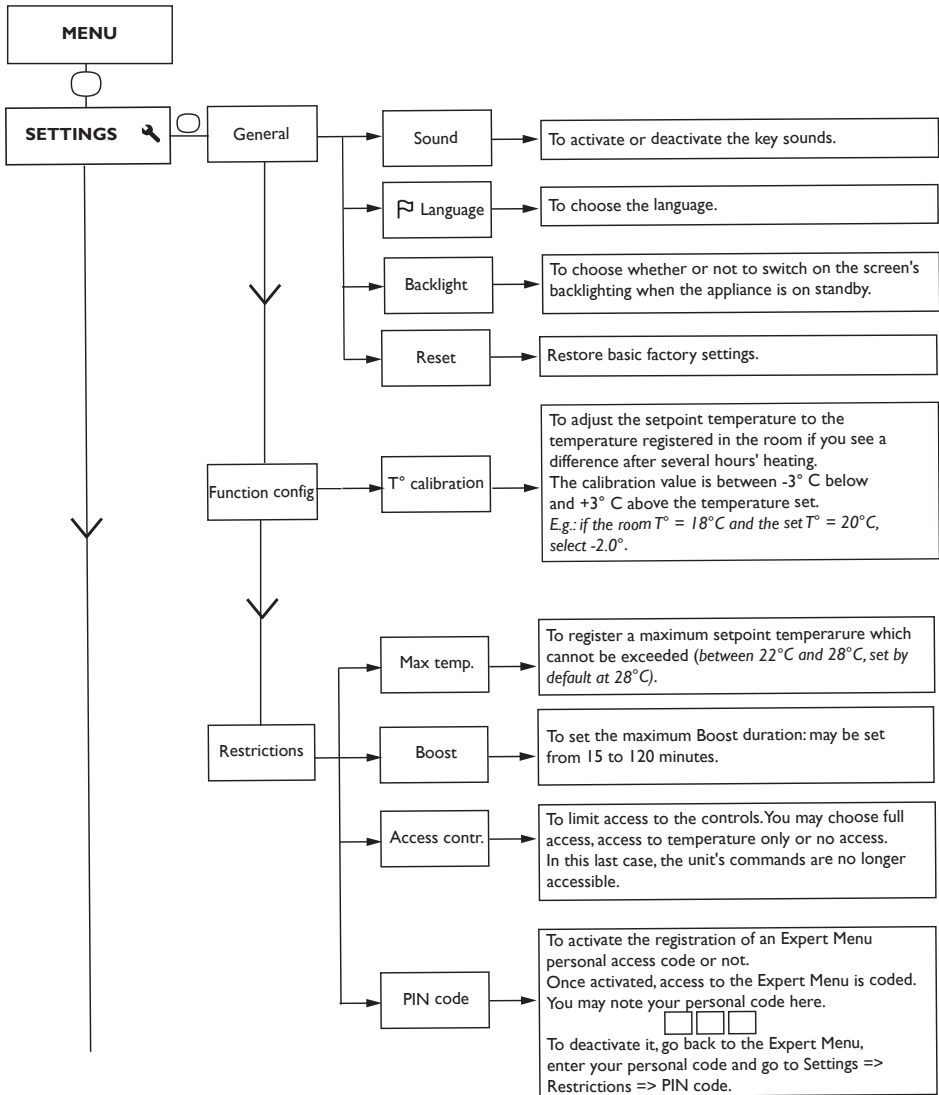 MENU
SETTINGS
General
Sound
To activate or deactivate the key sounds.
Language
To choose the language.
Backlight
To choose whether or not to switch on the screen's
backlighting when the appliance is on standby.
Reset
Restore basic factory settings.
Function config
T° calibration
To adjust the setpoint temperature to the
temperature registered in the room if you see a
difference after several hours' heating.
The calibration value is between -3° C below
and +3° C above the temperature set.
E.g.: if the room T° = 18°C and the set T° = 20°C,
select -2.0°.
Restrictions
Max temp.
To register a maximum setpoint temperarure which
cannot be exceeded (between 22°C and 28°C, set by
default at 28°C).
Boost
To set the maximum Boost duration: may be set
from 15 to 120 minutes.
Access contr.
To limit access to the controls. You may choose full
access, access to temperature only or no access.
In this last case, the unit's commands are no longer
accessible.
PIN code
To activate the registration of an Expert Menu
personal access code or not.
Once activated, access to the Expert Menu is coded.
You may note your personal code here.
To deactivate it, go back to the Expert Menu,
enter your personal code and go to Settings =>
Restrictions => PIN code.